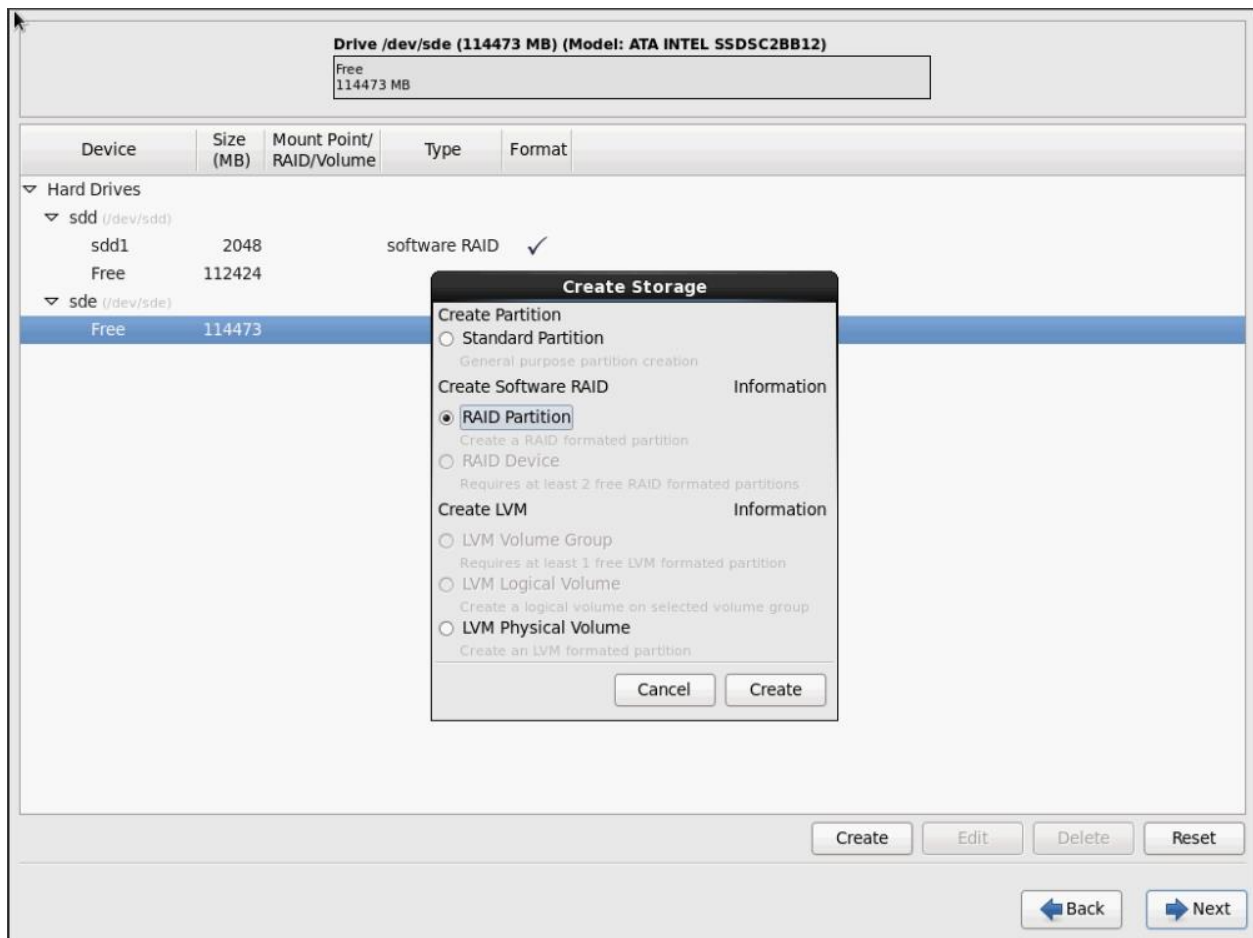 Drive /dev/sde (114473 MB) (Model: ATA INTEL SSDSC2BB12)
Free
114473 MB
Device
Size (MB)
Mount Point/ RAID/Volume
Type
Format
Hard Drives
sdd (/dev/sdd)
sdd1 2048 software RAID
Free 112424
sde (/dev/sde)
Free 114473
Create Storage
Create Partition
Standard Partition
General purpose partition creation
Create Software RAID Information
RAID Partition
Create a RAID formated partition
RAID Device
Requires at least 2 free RAID formated partitions
Create LVM Information
LVM Volume Group
Requires at least 1 free LVM formated partition
LVM Logical Volume
Create a logical volume on selected volume group
LVM Physical Volume
Create an LVM formated partition
Cancel Create
Create Edit Delete Reset
Back Next